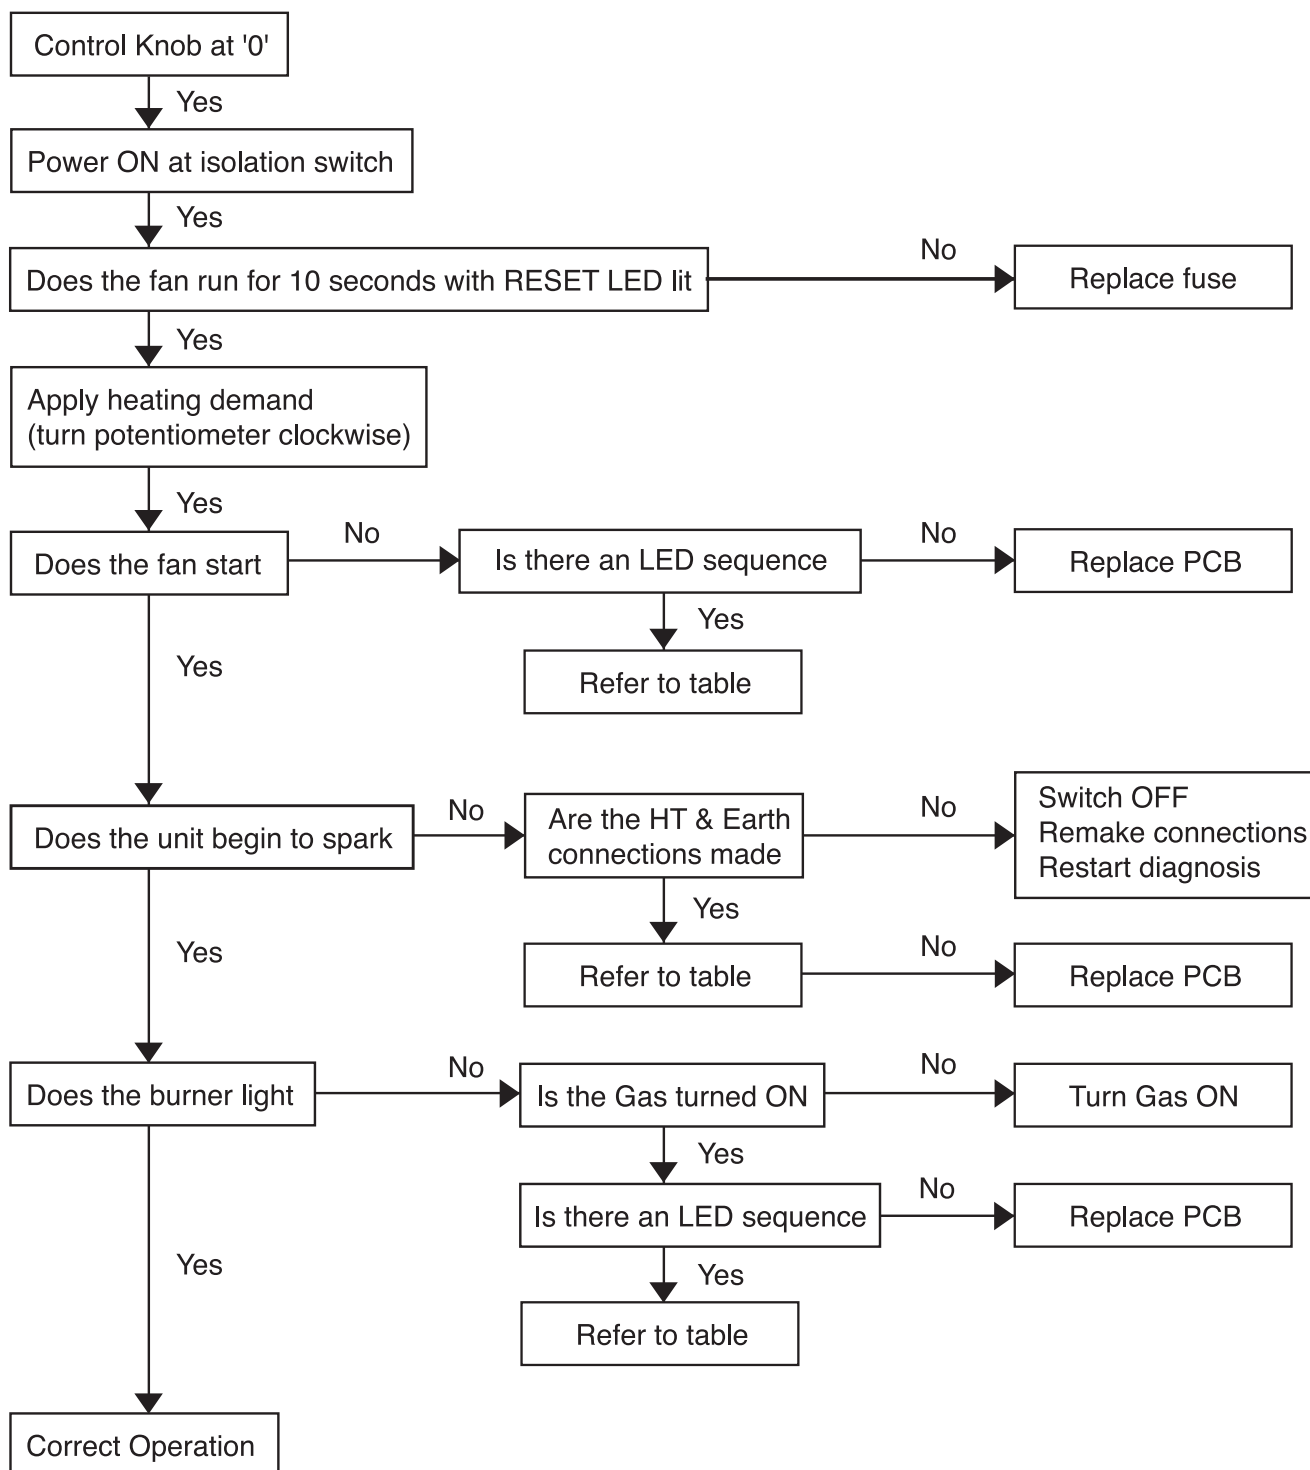 Control Knob at '0'
Yes
Power ON at isolation switch
Yes
Does the fan run for 10 seconds with RESET LED lit
No
Replace fuse
Yes
Apply heating demand
(turn potentiometer clockwise)
Yes
Does the fan start
No
Is there an LED sequence
No
Replace PCB
Yes
Refer to table
Yes
Does the unit begin to spark
No
Are the HT & Earth
connections made
No
Switch OFF
Remake connections
Restart diagnosis
Yes
Refer to table
No
Replace PCB
Yes
Does the burner light
No
Is the Gas turned ON
No
Turn Gas ON
Yes
Is there an LED sequence
No
Replace PCB
Yes
Refer to table
Yes
Correct Operation